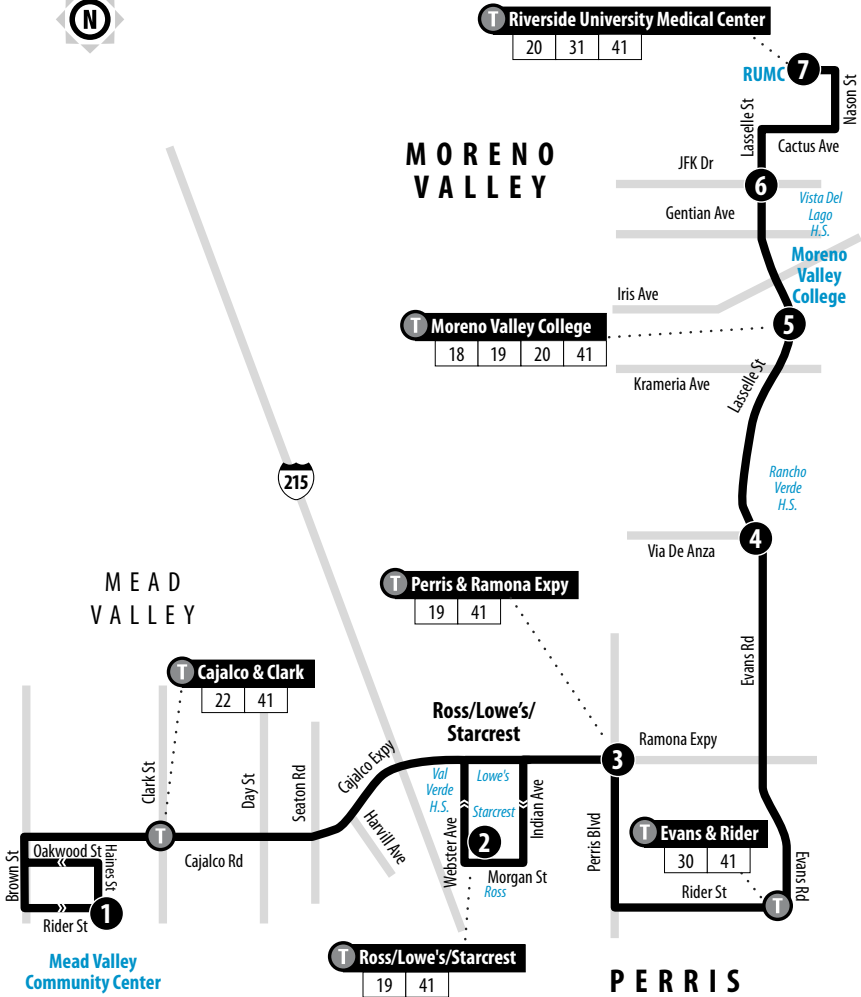 N
T Riverside University Medical Center
20 31 41
RUMC
7
Nason St
Lasselle St
Cactus Ave
MORENO
VALLEY
JFK Dr
6
Gentian Ave
Vista Del
Lago
H.S.
Moreno
Valley
College
Iris Ave
T Moreno Valley College
18 19 20 41
5
Krameria Ave
Lasselle St
215
Rancho
Verde
H.S.
4
Via De Anza
MEAD
VALLEY
T Perris & Ramona Expy
19 41
Evans Rd
T Cajalco & Clark
22 41
Ross/Lowe's/
Starcrest
Ramona Expy
3
Clark St
Day St
Seaton Rd
Cajalco Expy
Harvill Ave
Val
Verde
H.S.
Lowe's
Starcrest
Webster Ave
Indian Ave
2
Morgan St
Ross
Perris Blvd
T Evans & Rider
30 41
Evans Rd
Rider St
T
T
Cajalco Rd
Brown St
Oakwood St
Haines St
Rider St
1
Mead Valley
Community Center
T Ross/Lowe's/Starcrest
19 41
PERRIS